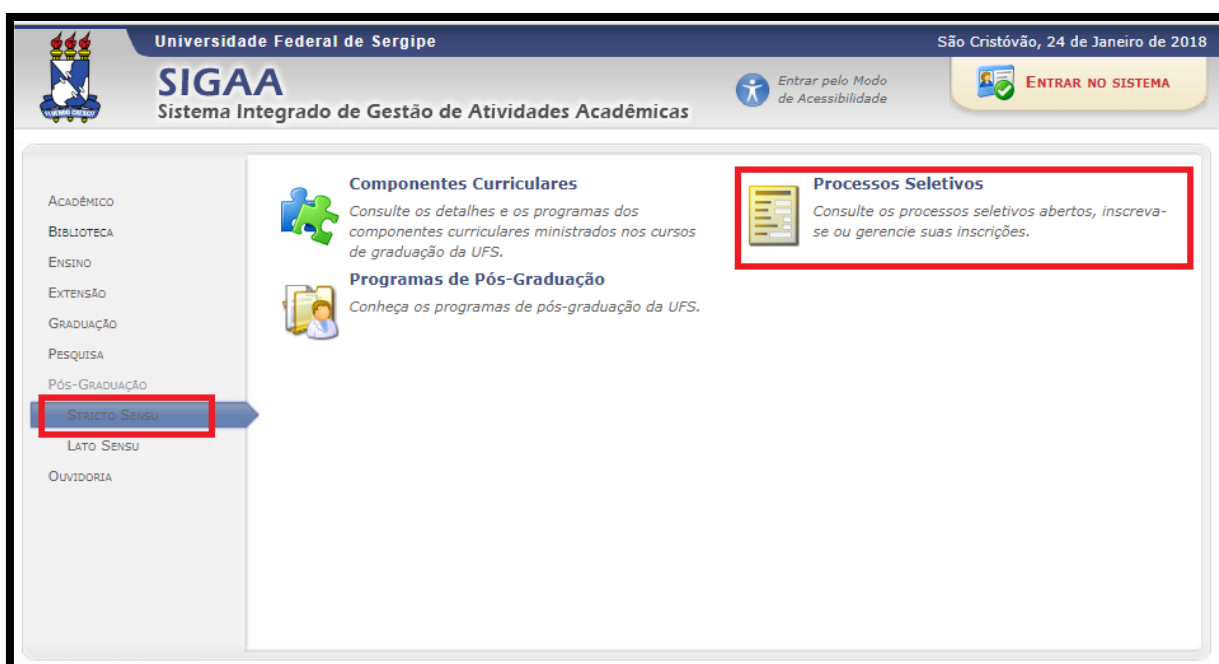 Universidade Federal de Sergipe
São Cristóvão, 24 de Janeiro de 2018
SIGAA
Sistema Integrado de Gestão de Atividades Acadêmicas
Entrar pelo Modo
de Acessibilidade
ENTRAR NO SISTEMA
ACADÊMICO
BIBLIOTECA
ENSINO
EXTENSÃO
GRADUAÇÃO
PESQUISA
PÓS-GRADUAÇÃO
STRICTO SENSU
LATO SENSU
OUVIDORIA
Componentes Curriculares
Consulte os detalhes e os programas dos
componentes curriculares ministrados nos cursos
de graduação da UFS.
Programas de Pós-Graduação
Conheça os programas de pós-graduação da UFS.
Processos Seletivos
Consulte os processos seletivos abertos, inscreva-
se ou gerencie suas inscrições.